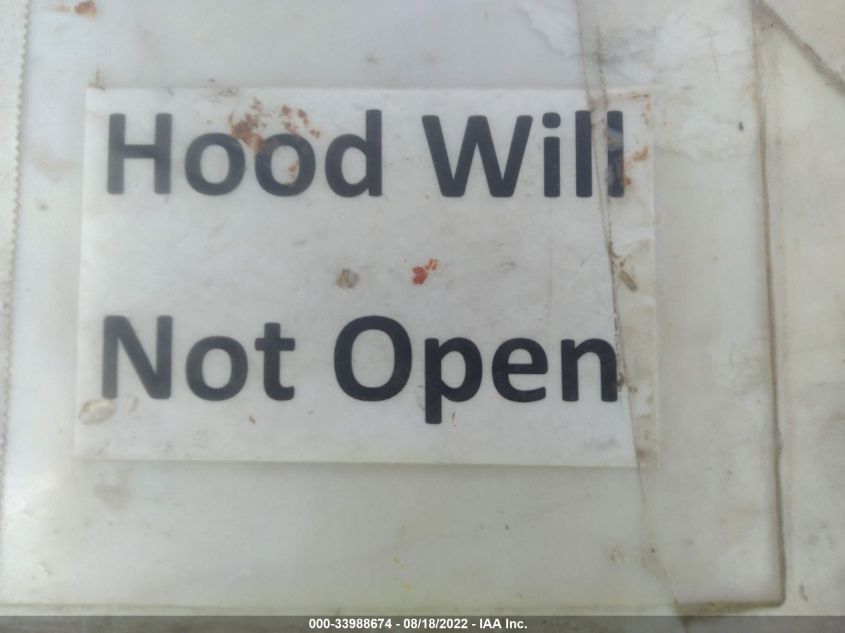 Hood Will
Not Open
000-33988674 - 08/18/2022 - IAA Inc.